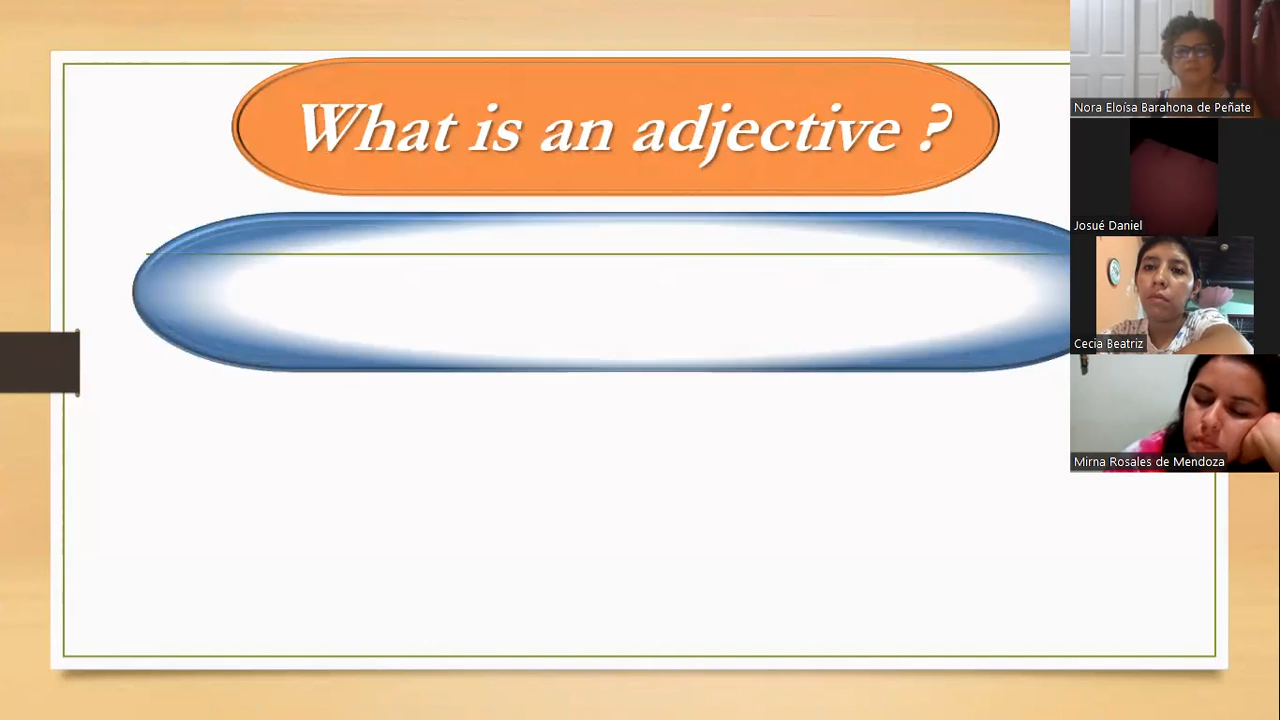 What is an adjective ?
Nora Eloísa Barahona de Peñate
Josué Daniel
Cecia Beatriz
Mirna Rosales de Mendoza